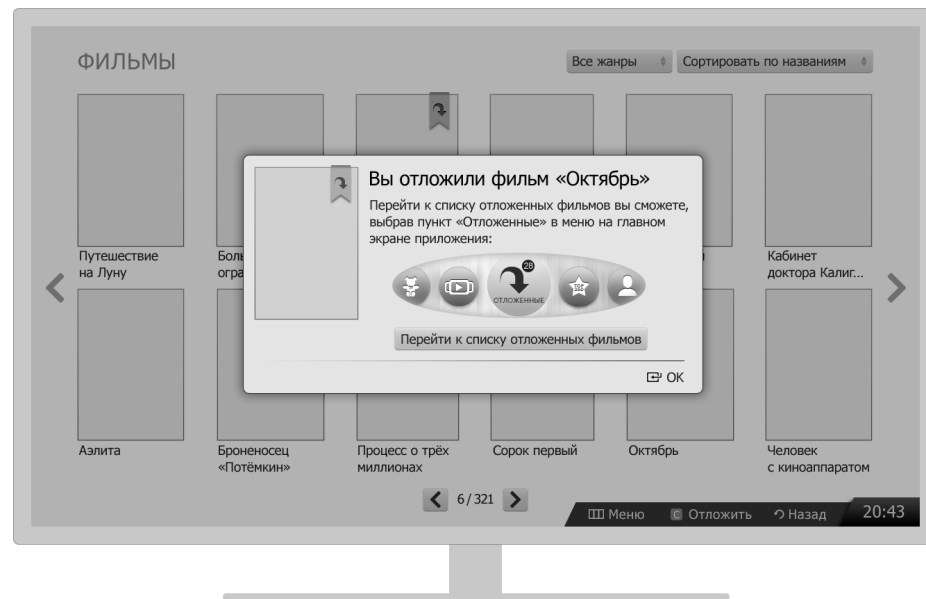 ФИЛЬМЫ
Все жанры
Сортировать по названиям
Вы отложили фильм «Октябрь»
Перейти к списку отложенных фильмов вы сможете,
выбрав пункт «Отложенные» в меню на главном
экране приложения:
28
ОТЛОЖЕННЫЕ
Перейти к списку отложенных фильмов
OK
Путешествие
на Луну
Кабинет
доктора Калиг...
Аэлита
Броненосец
«Потёмкин»
Процесс о трёх
миллионах
Сорок первый
Октябрь
Человек
с киноаппаратом
6/321
Меню
C Отложить
Назад
20:43